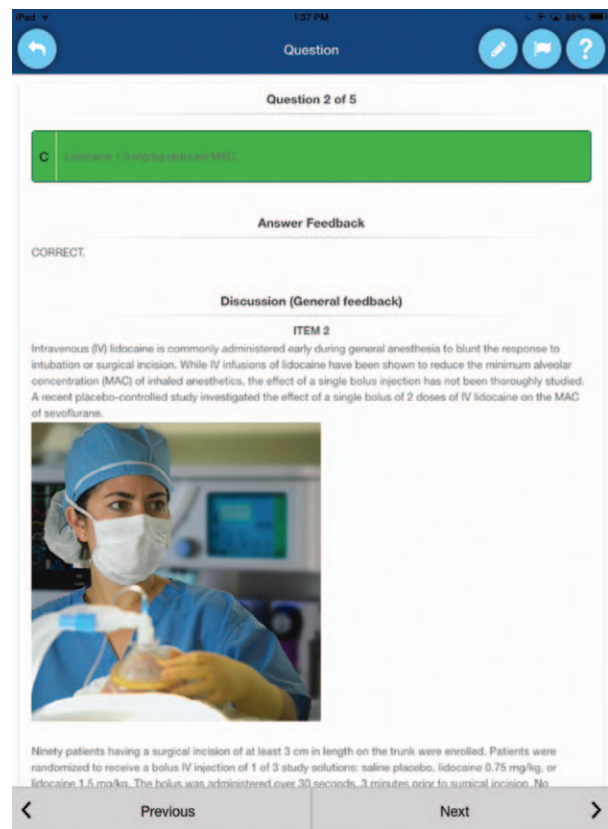 iPad
1:37 PM
88%
Question
?
Question 2 of 5
C Lidocaine 1.5 mg/kg reduced MAC.
Answer Feedback
CORRECT.
Discussion (General feedback)
ITEM 2
Intravenous (IV) lidocaine is commonly administered early during general anesthesia to blunt the response to
intubation or surgical incision. While IV infusions of lidocaine have been shown to reduce the minimum alveolar
concentration (MAC) of inhaled anesthetics, the effect of a single bolus injection has not been thoroughly studied.
A recent placebo-controlled study investigated the effect of a single bolus of 2 doses of IV lidocaine on the MAC
of sevoflurane.
Ninety patients having a surgical incision of at least 3 cm in length on the trunk were enrolled. Patients were
randomized to receive a bolus IV injection of 1 of 3 study solutions: saline placebo, lidocaine 0.75 mg/kg, or
lidocaine 1.5 mg/kg. The bolus was administered over 30 seconds, 3 minutes prior to surgical incision. No
Previous
Next